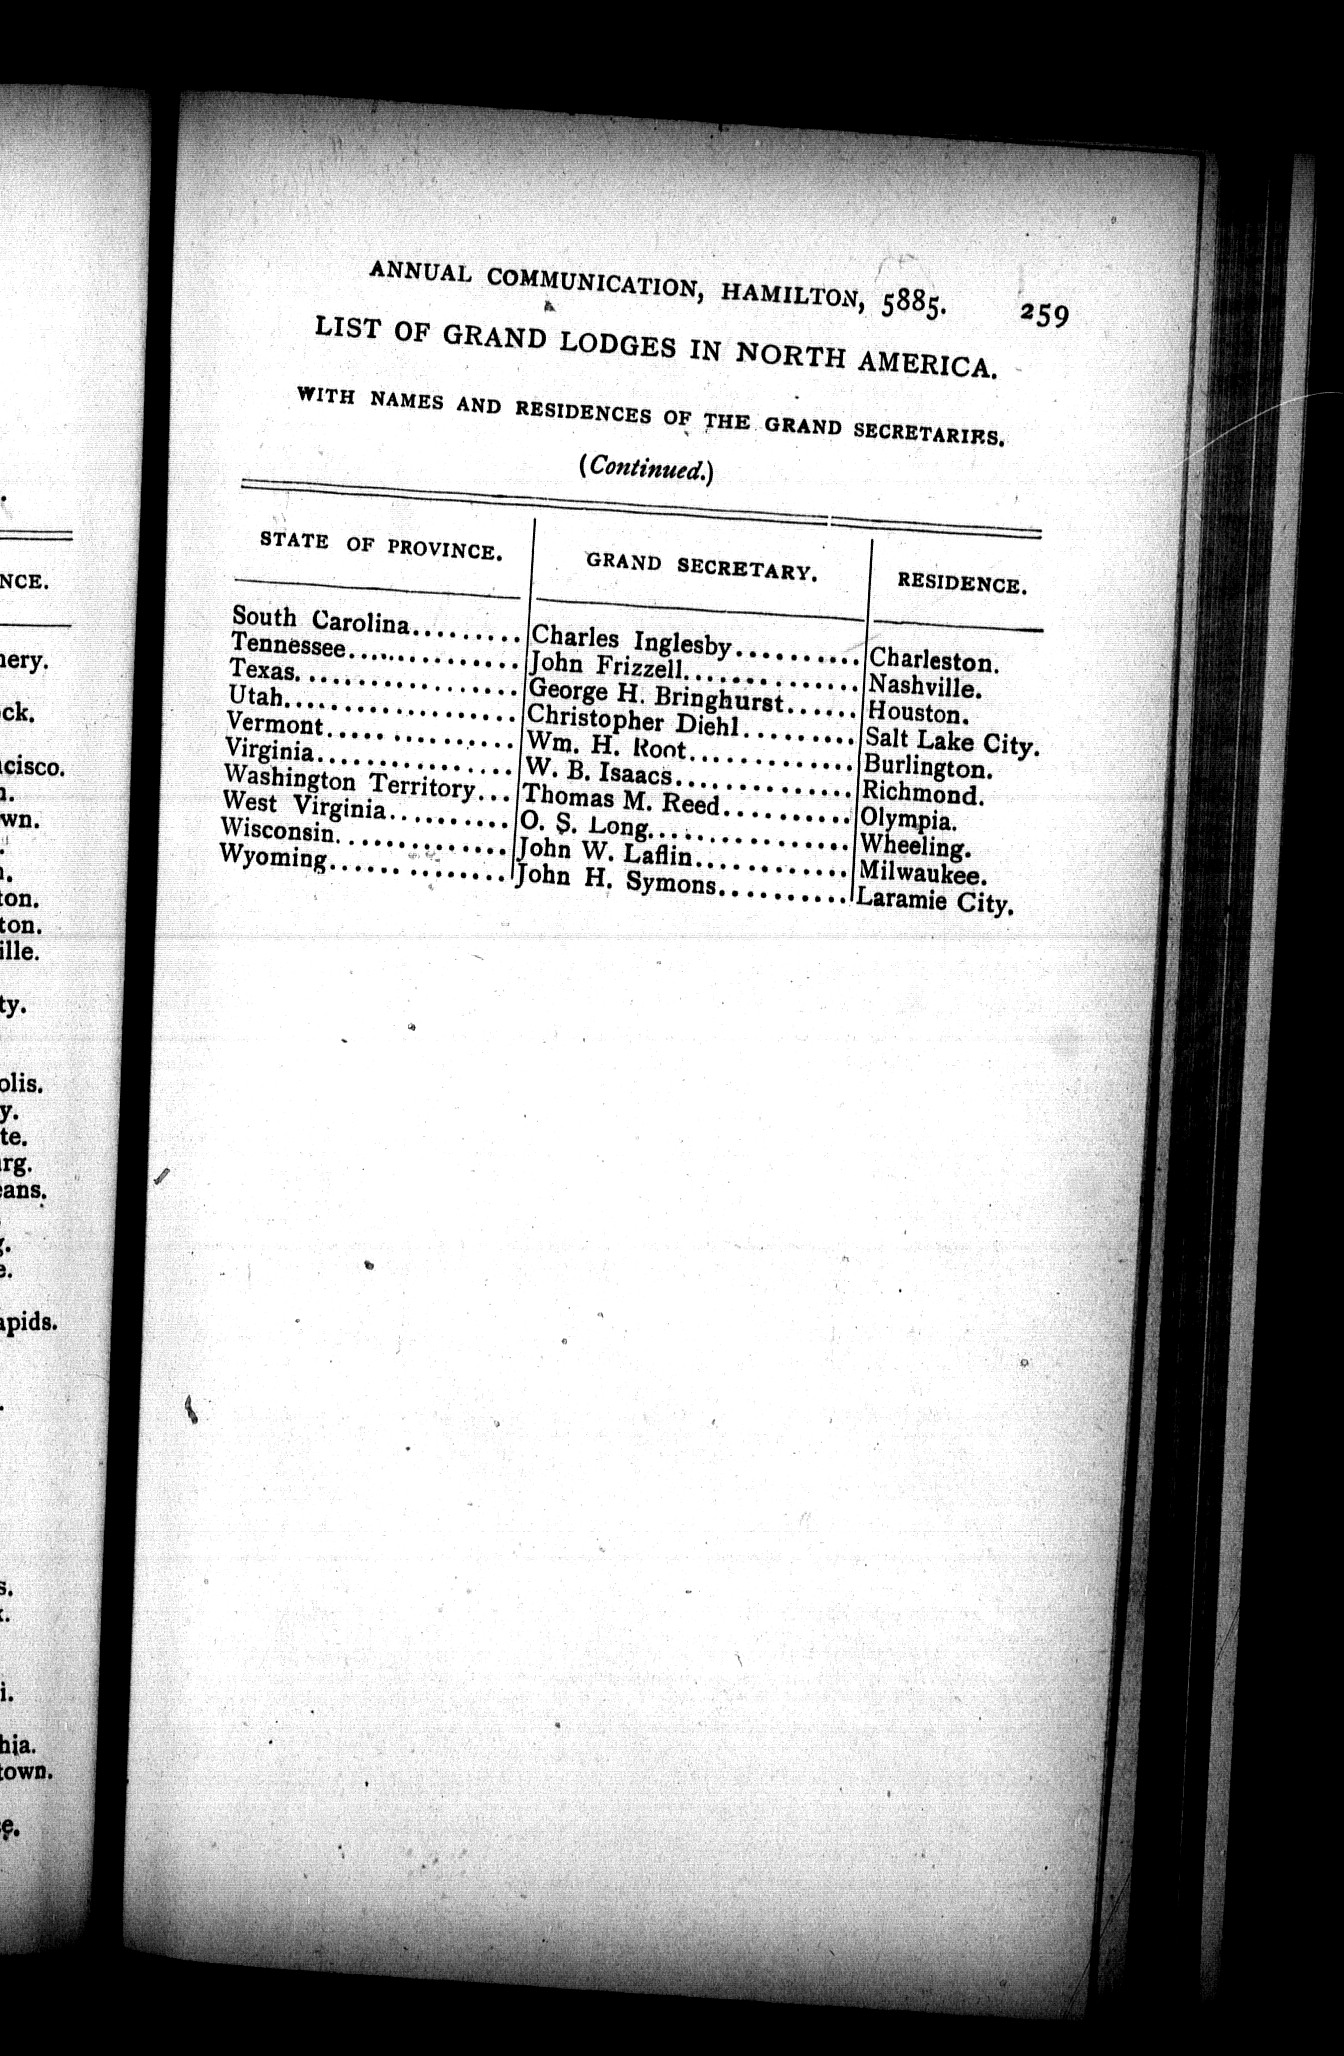 ANNUAL COMMUNICATION, HAMILTON, 5885. 259
LIST OF GRAND LODGES IN NORTH AMERICA.
WITH NAMES AND RESIDENCES OF THE GRAND SECRETARIES.
(Continued.)
STATE OF PROVINCE. GRAND SECRETARY. RESIDENCE.
South Carolina......... Charles Inglesby.......... Charleston.
Tennessee.............. John Frizzell.............. Nashville.
Texas.................. George H. Bringhurst...... Houston.
Utah................... Christopher Diehl......... Salt Lake City.
Vermont................ Wm. H. Root............. Burlington.
Virginia................ W. B. Isaacs.............. Richmond.
Washington Territory... Thomas M. Reed.......... Olympia.
West Virginia.......... O. S. Long............... Wheeling.
Wisconsin.............. John W. Laflin............ Milwaukee.
Wyoming.............. John H. Symons.......... Laramie City.